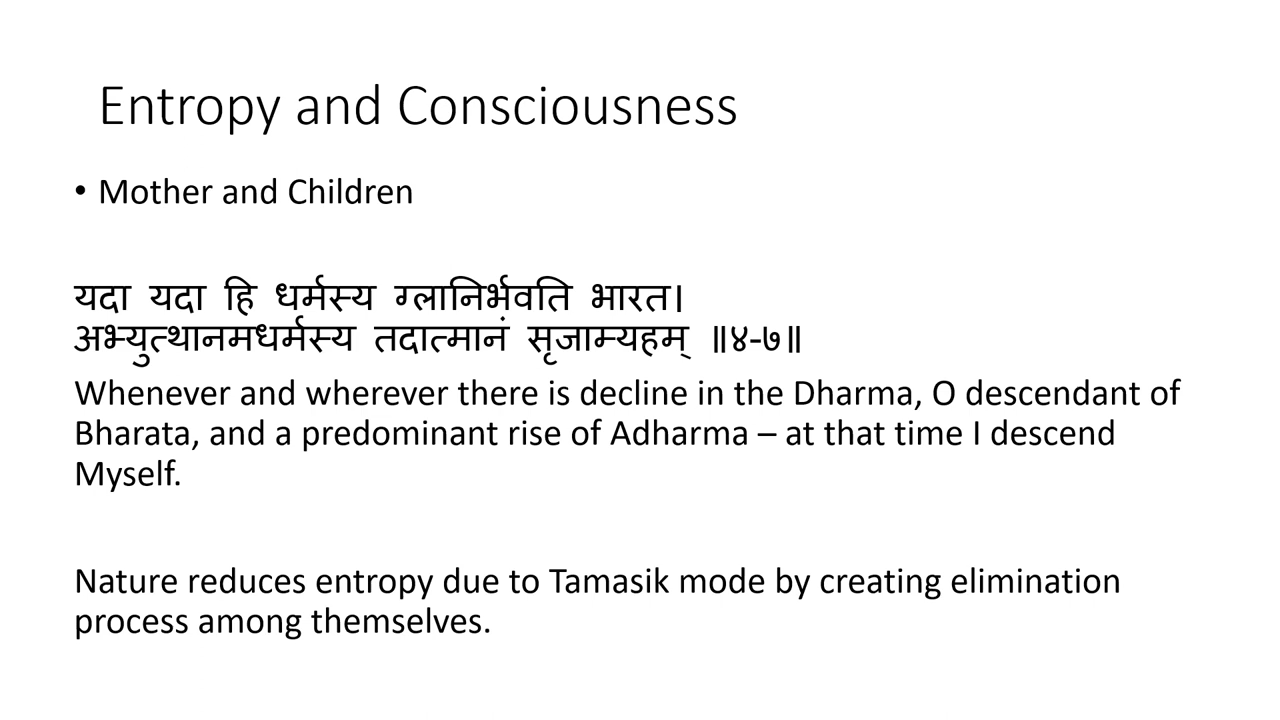 Entropy and Consciousness
• Mother and Children
यदा यदा हि धर्मस्य ग्लानिर्भवति भारत।
अभ्युत्थानमधर्मस्य तदात्मानं सृजाम्यहम् ॥४-७॥
Whenever and wherever there is decline in the Dharma, O descendant of
Bharata, and a predominant rise of Adharma – at that time I descend
Myself.
Nature reduces entropy due to Tamasik mode by creating elimination
process among themselves.